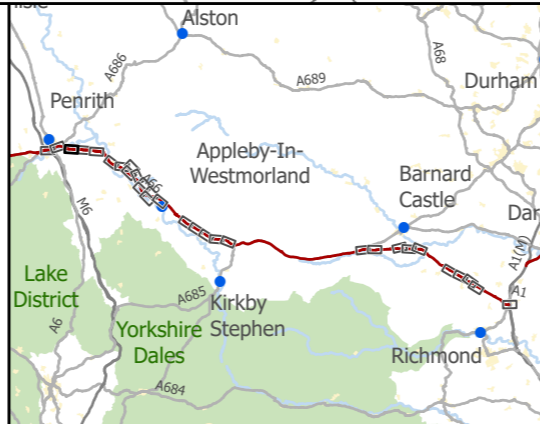 Alston
A686
A68
A689
Durham
Penrith
Appleby-In-
Westmorland
A66
Barnard
Castle
M6
A1(M)
Lake
District
A685
Kirkby
Stephen
A1
A6
Yorkshire
Dales
Richmond
A684